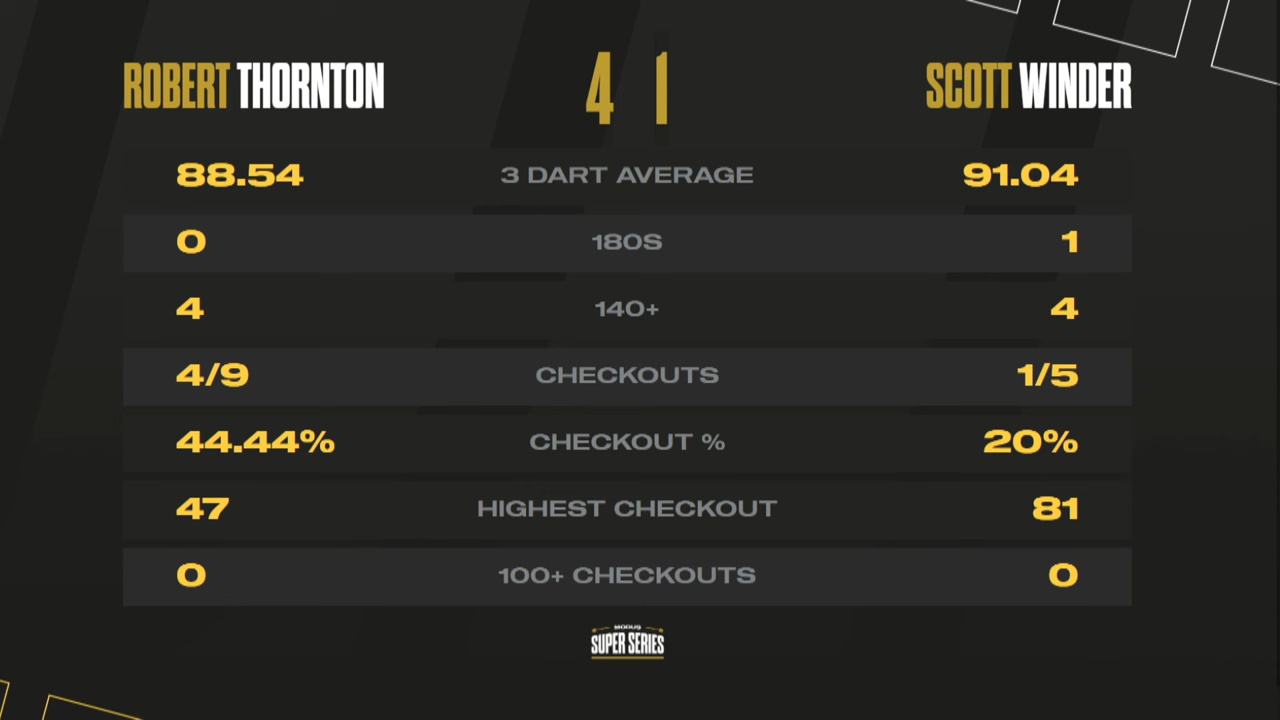 ROBERT THORNTON 4 1 SCOTT WINDER
88.54 3 DART AVERAGE 91.04
0 180S 1
4 140+ 4
4/9 CHECKOUTS 1/5
44.44% CHECKOUT % 20%
47 HIGHEST CHECKOUT 81
0 100+ CHECKOUTS 0
MODUS
SUPER SERIES